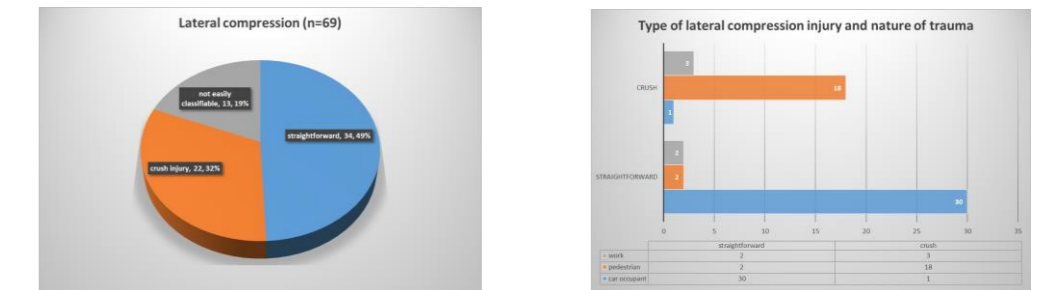 Lateral compression (n=69)
not easily
classifiable, 13, 19%
straightforward, 34, 49%
crush injury, 22, 32%
Type of lateral compression injury and nature of trauma
CRUSH
3
18
1
STRAIGHTFORWARD
2
2
30
0 5 10 15 20 25 30 35
straightforward crush
work 2 3
pedestrian 2 18
car occupant 30 1